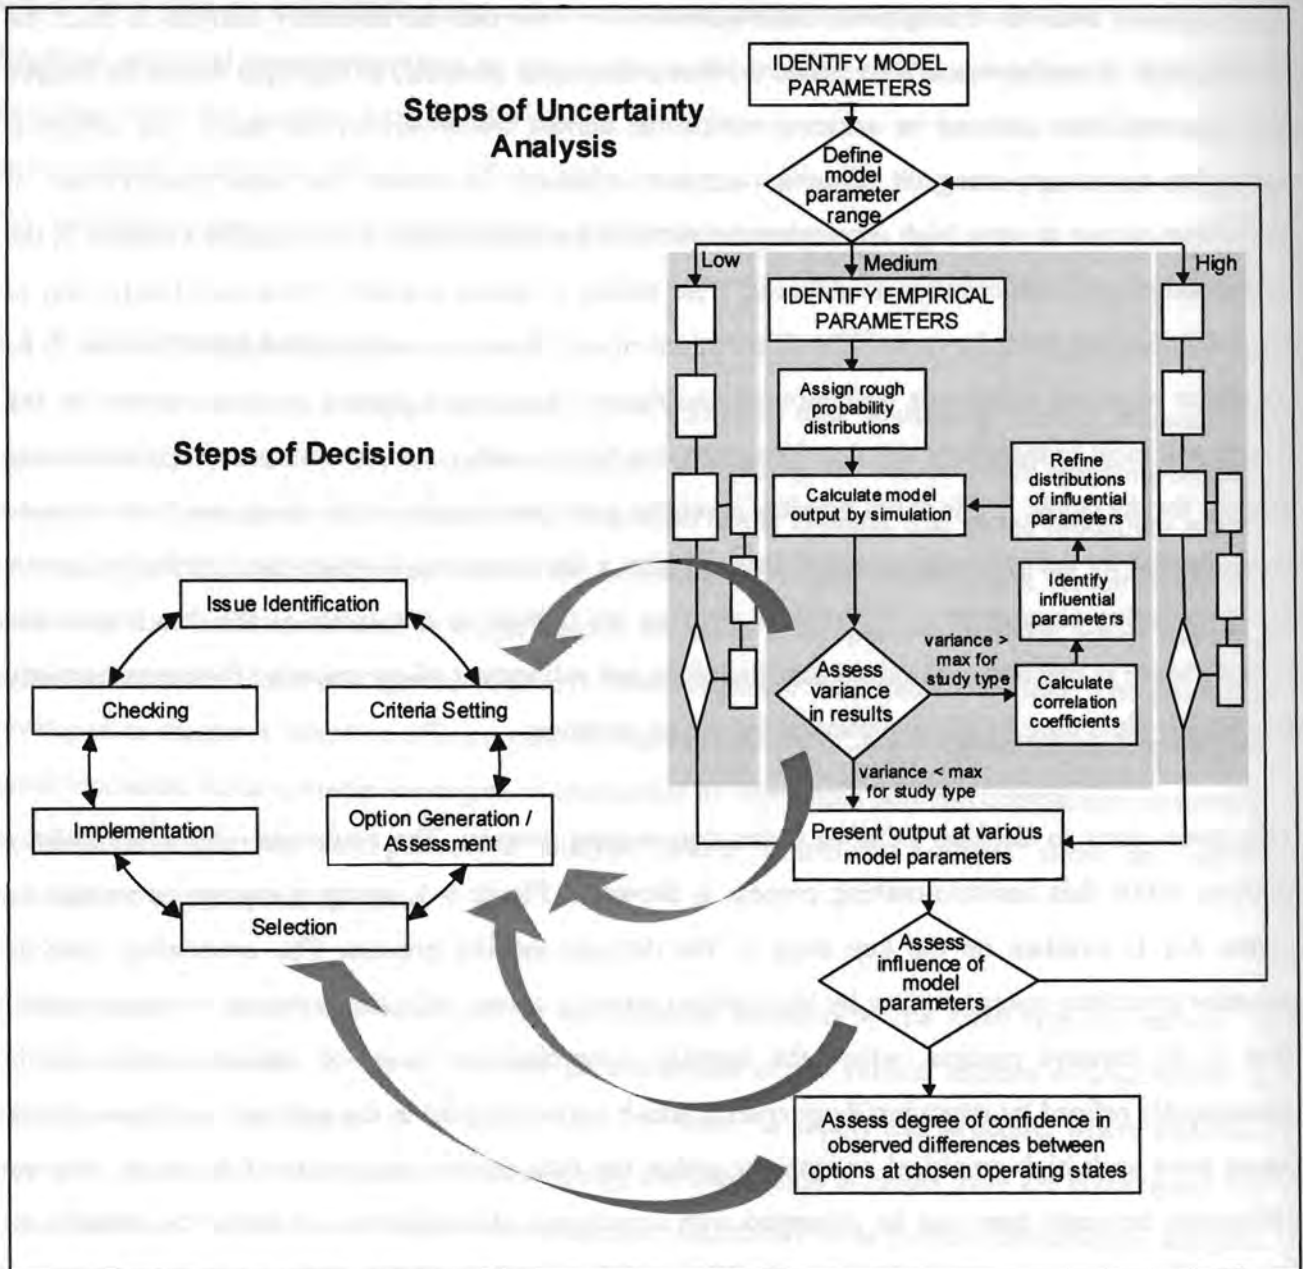 IDENTIFY MODEL
PARAMETERS
Steps of Uncertainty
Analysis
Define
model
parameter
range
Low
Medium
High
IDENTIFY EMPIRICAL
PARAMETERS
Assign rough
probability
distributions
Steps of Decision
Refine
distributions
of influential
parameters
Calculate model
output by simulation
Identify
influential
parameters
Issue Identification
variance >
max for
study type
Assess
variance
in results
Calculate
correlation
coefficients
Checking
Criteria Setting
variance < max
for study type
Implementation
Option Generation /
Assessment
Present output at various
model parameters
Selection
Assess
influence of
model
parameters
Assess degree of confidence in
observed differences between
options at chosen operating states